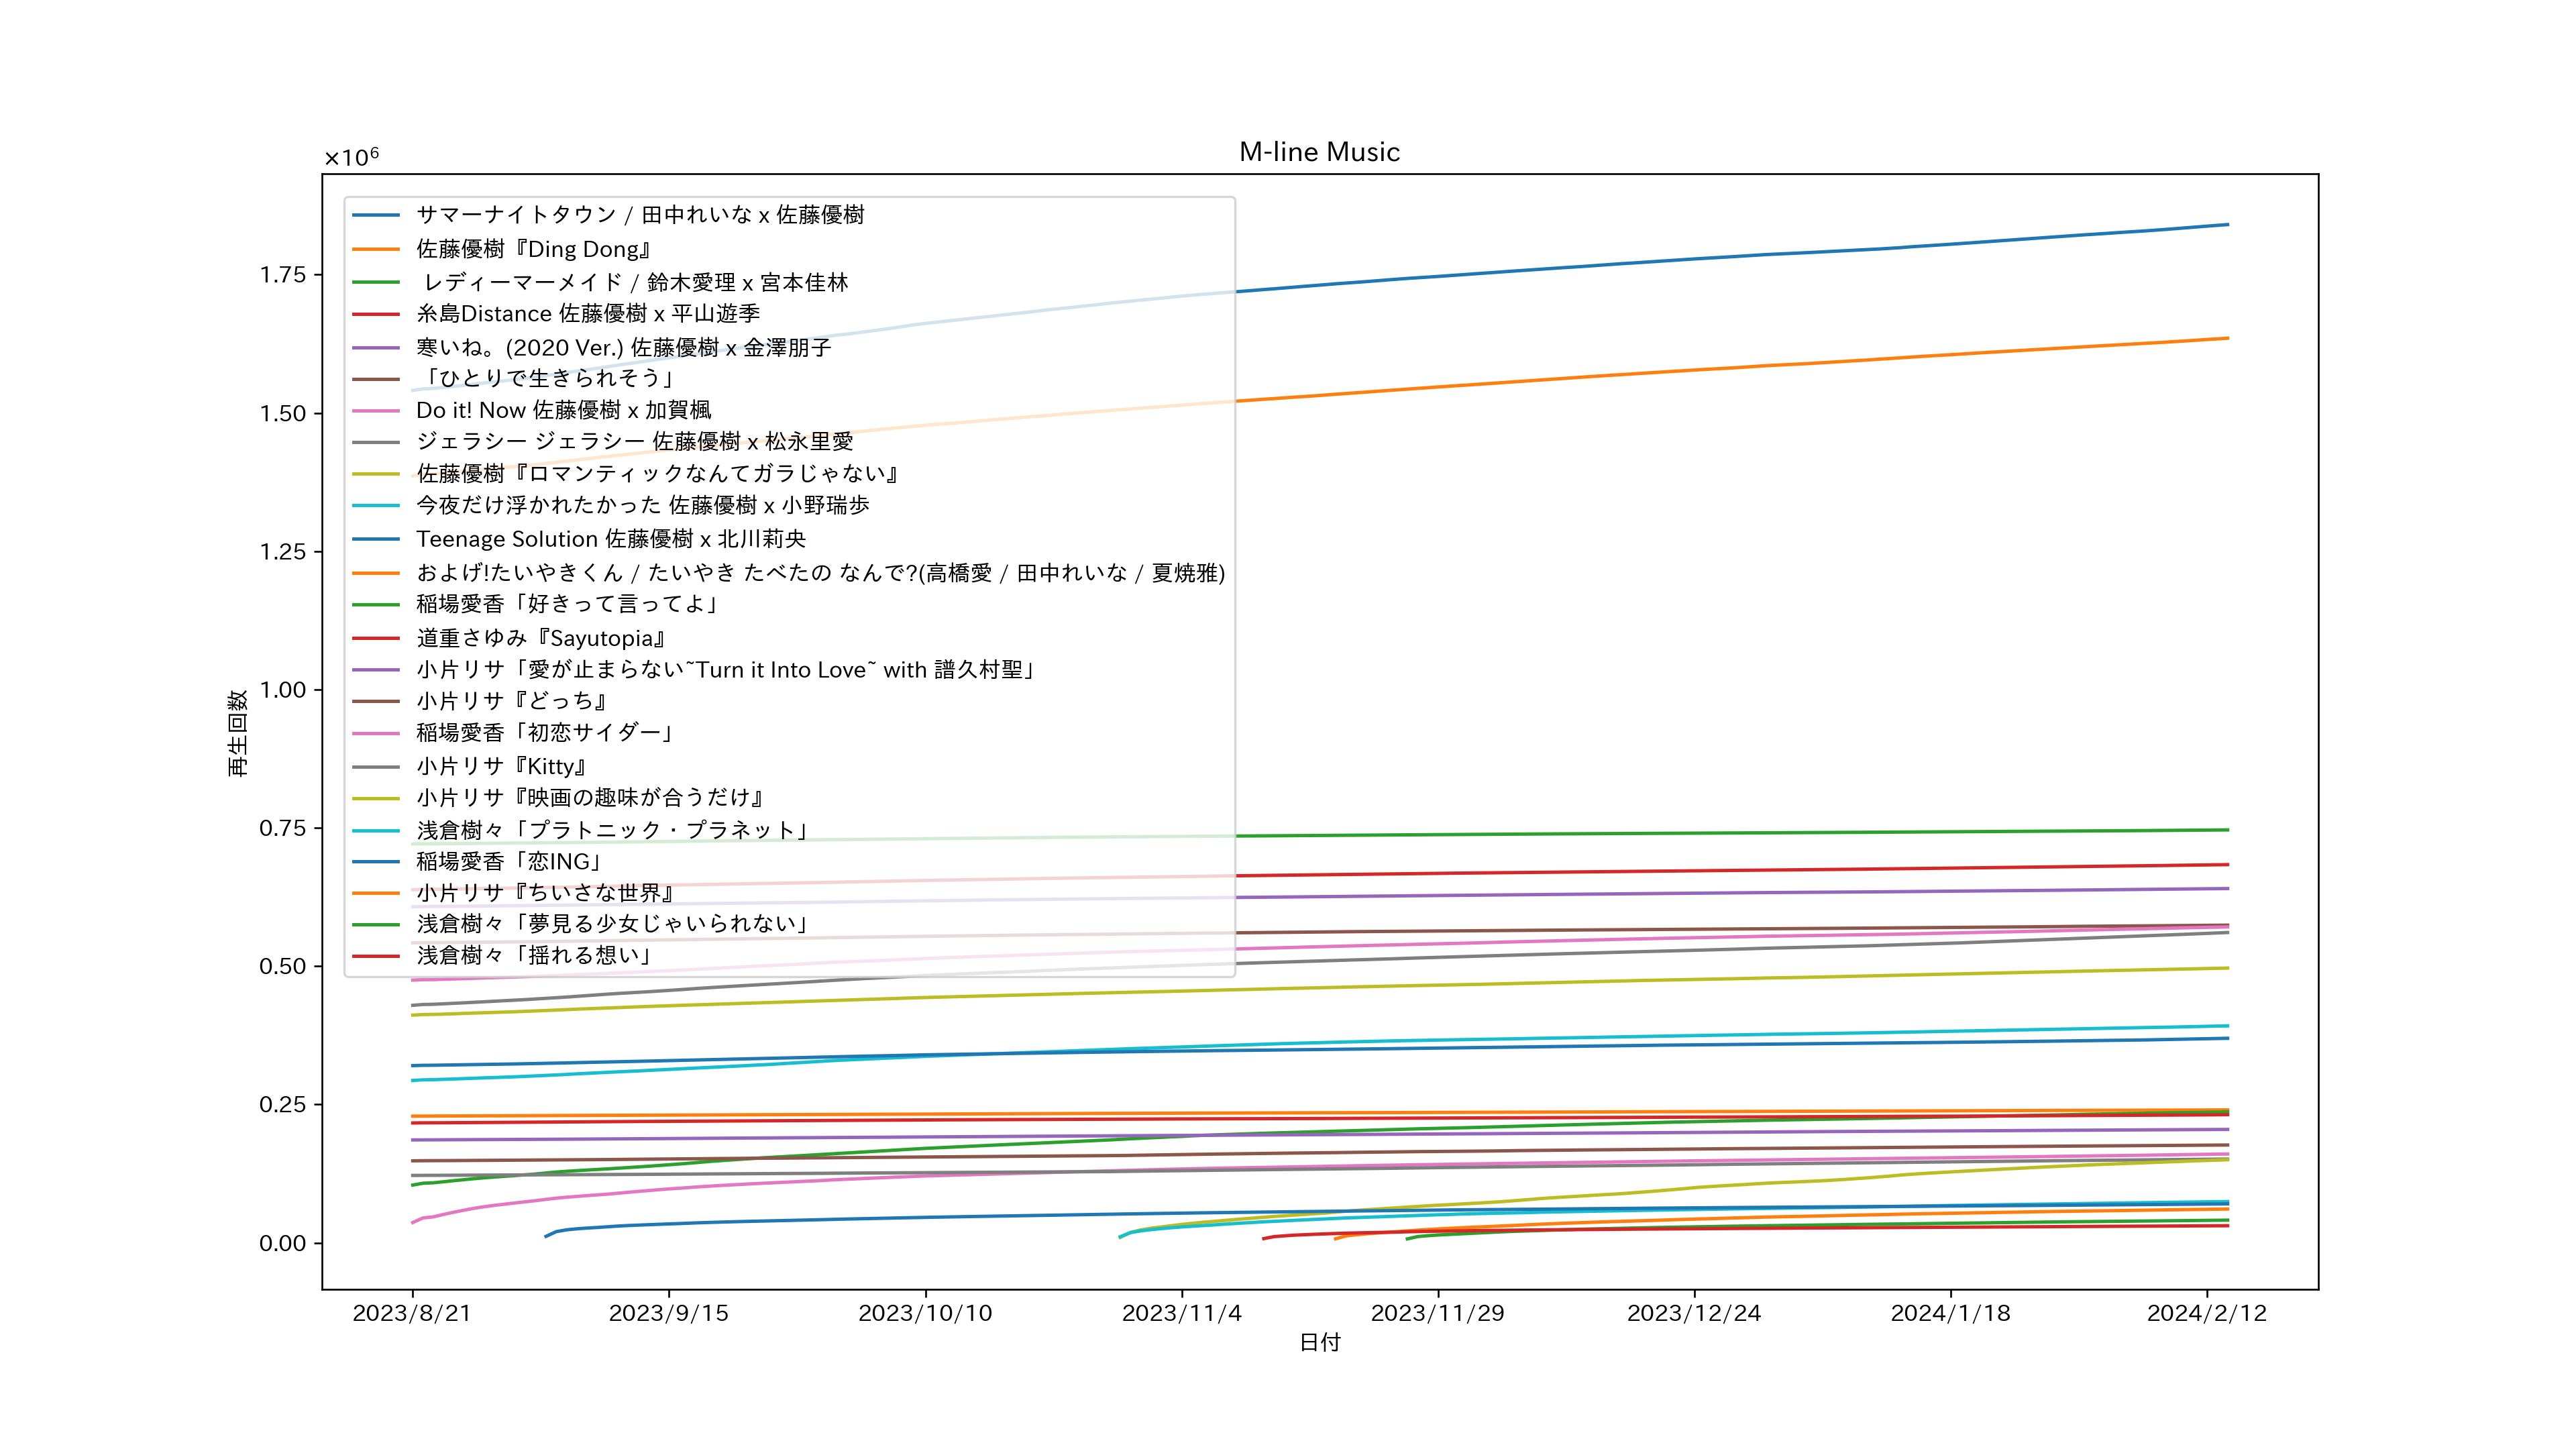 M-line Music
×10⁶
サマーナイトタウン / 田中れいな x 佐藤優樹
佐藤優樹『Ding Dong』
レディーマーメイド / 鈴木愛理 x 宮本佳林
糸島Distance 佐藤優樹 x 平山遊季
寒いね。(2020 Ver.) 佐藤優樹 x 金澤朋子
「ひとりで生きられそう」
Do it! Now 佐藤優樹 x 加賀楓
ジェラシー ジェラシー 佐藤優樹 x 松永里愛
佐藤優樹『ロマンティックなんてガラじゃない』
今夜だけ浮かれたかった 佐藤優樹 x 小野瑞歩
Teenage Solution 佐藤優樹 x 北川莉央
およげ!たいやきくん / たいやき たべたの なんで?(高橋愛 / 田中れいな / 夏焼雅)
稲場愛香「好きって言ってよ」
道重さゆみ『Sayutopia』
小片リサ「愛が止まらない~Turn it Into Love~ with 譜久村聖」
小片リサ『どっち』
稲場愛香「初恋サイダー」
小片リサ『Kitty』
小片リサ『映画の趣味が合うだけ』
浅倉樹々「プラトニック・プラネット」
稲場愛香「恋ING」
小片リサ『ちいさな世界』
浅倉樹々「夢見る少女じゃいられない」
浅倉樹々「揺れる想い」
再生回数
1.75
1.50
1.25
1.00
0.75
0.50
0.25
0.00
2023/8/21
2023/9/15
2023/10/10
2023/11/4
2023/11/29
2023/12/24
2024/1/18
2024/2/12
日付